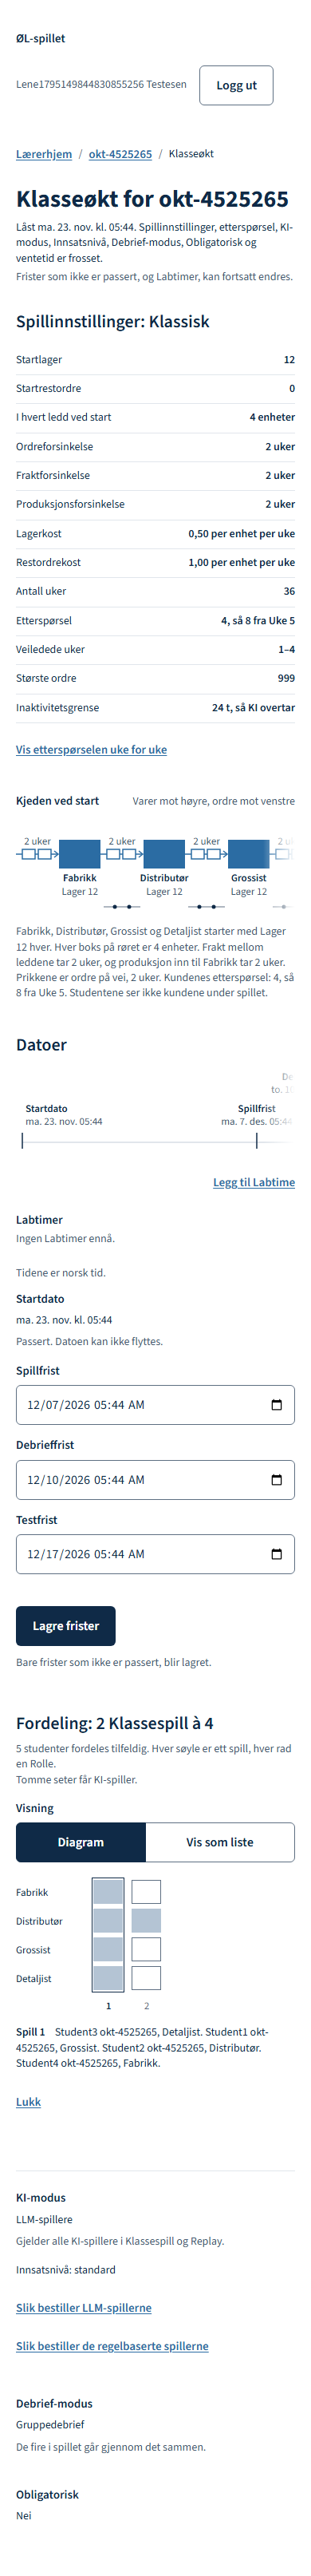 ØL-spillet
Lene1795149844830855256 Testesen
Logg ut
Lærerhjem / okt-4525265 / Klasseøkt
Klasseøkt for okt-4525265
Låst ma. 23. nov. kl. 05:44. Spillinnstillinger, etterspørsel, KI-
modus, Innsatsnivå, Debrief-modus, Obligatorisk og
ventetid er frosset.
Frister som ikke er passert, og Labtimer, kan fortsatt endres.
Spillinnstillinger: Klassisk
Startlager 12
Startrestordre 0
I hvert ledd ved start 4 enheter
Ordreforsinkelse 2 uker
Fraktforsinkelse 2 uker
Produksjonsforsinkelse 2 uker
Lagerkost 0,50 per enhet per uke
Restordrekost 1,00 per enhet per uke
Antall uker 36
Etterspørsel 4, så 8 fra Uke 5
Veiledede uker 1–4
Største ordre 999
Inaktivitetsgrense 24 t, så KI overtar
Vis etterspørselen uke for uke
Kjeden ved start Varer mot høyre, ordre mot venstre
2 uker 2 uker 2 uker 2 u
Fabrikk Distributør Grossist
Lager 12 Lager 12 Lager 12
Fabrikk, Distributør, Grossist og Detaljist starter med Lager
12 hver. Hver boks på røret er 4 enheter. Frakt mellom
leddene tar 2 uker, og produksjon inn til Fabrikk tar 2 uker.
Prikkene er ordre på vei, 2 uker. Kundenes etterspørsel: 4, så
8 fra Uke 5. Studentene ser ikke kundene under spillet.
Datoer
De
to. 1
Startdato Spillfrist
ma. 23. nov. 05:44 ma. 7. des. 05:44
Legg til Labtime
Labtimer
Ingen Labtimer ennå.
Tidene er norsk tid.
Startdato
ma. 23. nov. kl. 05:44
Passert. Datoen kan ikke flyttes.
Spillfrist
12/07/2026 05:44 AM
Debrieffrist
12/10/2026 05:44 AM
Testfrist
12/17/2026 05:44 AM
Lagre frister
Bare frister som ikke er passert, blir lagret.
Fordeling: 2 Klassespill à 4
5 studenter fordeles tilfeldig. Hver søyle er ett spill, hver rad
en Rolle.
Tomme seter får KI-spiller.
Visning
Diagram Vis som liste
Fabrikk
Distributør
Grossist
Detaljist
1 2
Spill 1 Student3 okt-4525265, Detaljist. Student1 okt-
4525265, Grossist. Student2 okt-4525265, Distributør.
Student4 okt-4525265, Fabrikk.
Lukk
KI-modus
LLM-spillere
Gjelder alle KI-spillere i Klassespill og Replay.
Innsatsnivå: standard
Slik bestiller LLM-spillerne
Slik bestiller de regelbaserte spillerne
Debrief-modus
Gruppedebrief
De fire i spillet går gjennom det sammen.
Obligatorisk
Nei